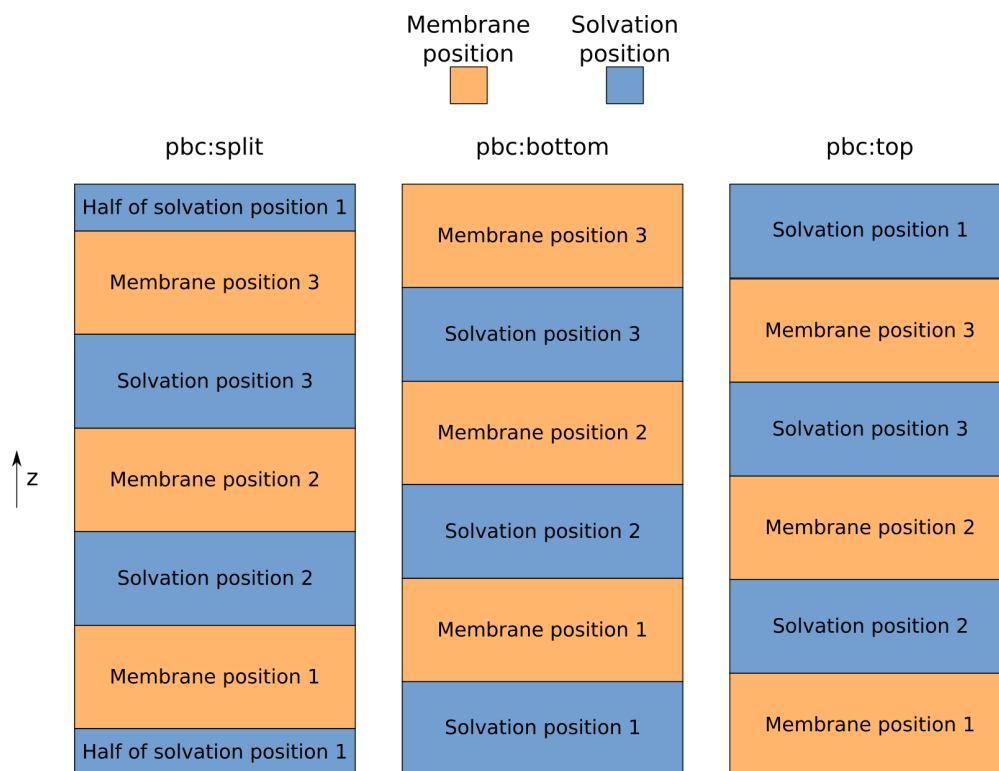 Membrane
position
Solvation
position
pbc:split
pbc:bottom
pbc:top
Half of solvation position 1
Membrane position 3
Solvation position 3
Membrane position 2
Solvation position 2
Membrane position 1
Half of solvation position 1
Membrane position 3
Solvation position 3
Membrane position 2
Solvation position 2
Membrane position 1
Solvation position 1
Solvation position 1
Membrane position 3
Solvation position 3
Membrane position 2
Solvation position 2
Membrane position 1
z